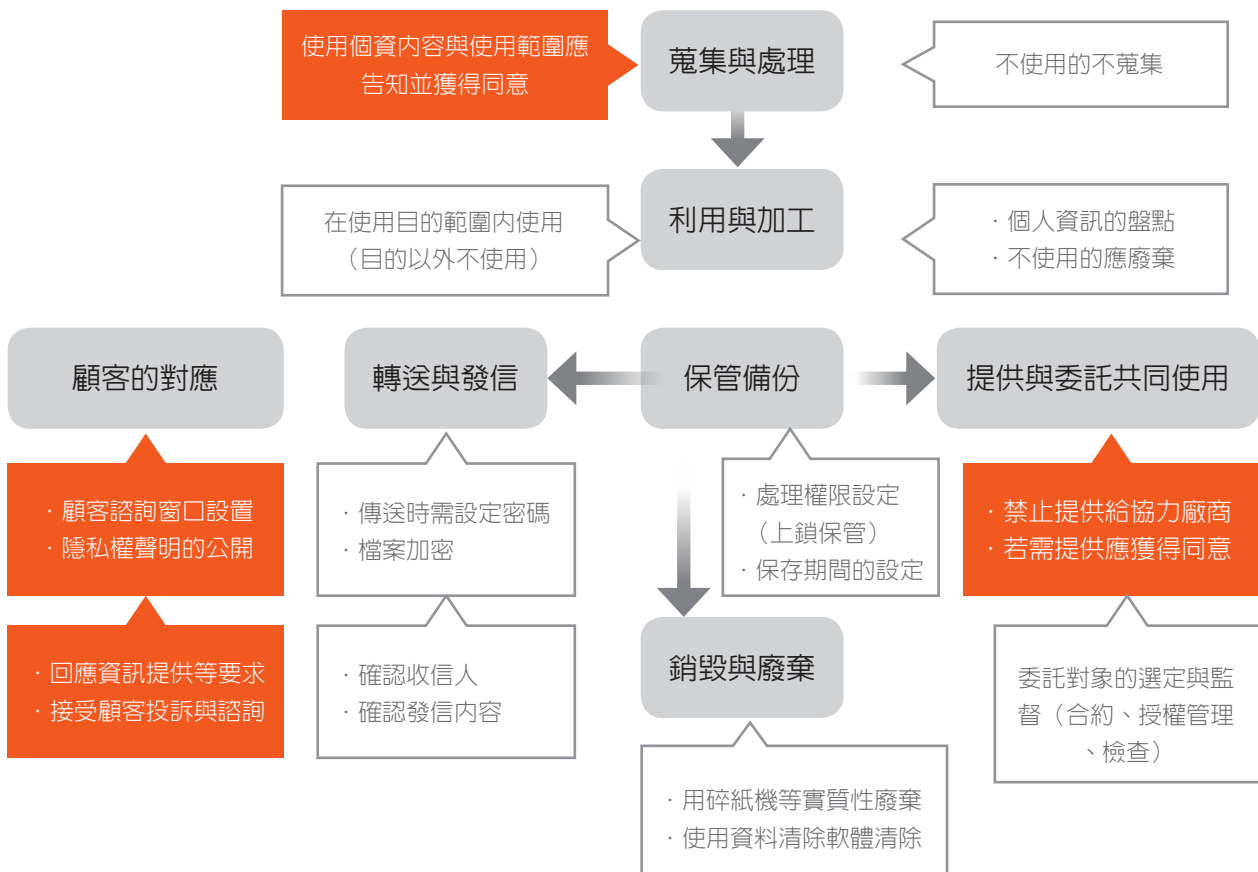 使用個資內容與使用範圍應
告知並獲得同意
蒐集與處理
不使用的不蒐集
在使用目的範圍內使用
（目的以外不使用）
利用與加工
· 個人資訊的盤點
· 不使用的應廢棄
顧客的對應
轉送與發信
保管備份
提供與委託共同使用
· 顧客諮詢窗口設置
· 隱私權聲明的公開
· 傳送時需設定密碼
· 檔案加密
· 處理權限設定
（上鎖保管）
· 保存期間的設定
· 禁止提供給協力廠商
· 若需提供應獲得同意
· 回應資訊提供等要求
· 接受顧客投訴與諮詢
· 確認收信人
· 確認發信內容
銷毀與廢棄
委託對象的選定與監
督（合約、授權管理
、檢查）
· 用碎紙機等實質性廢棄
· 使用資料清除軟體清除